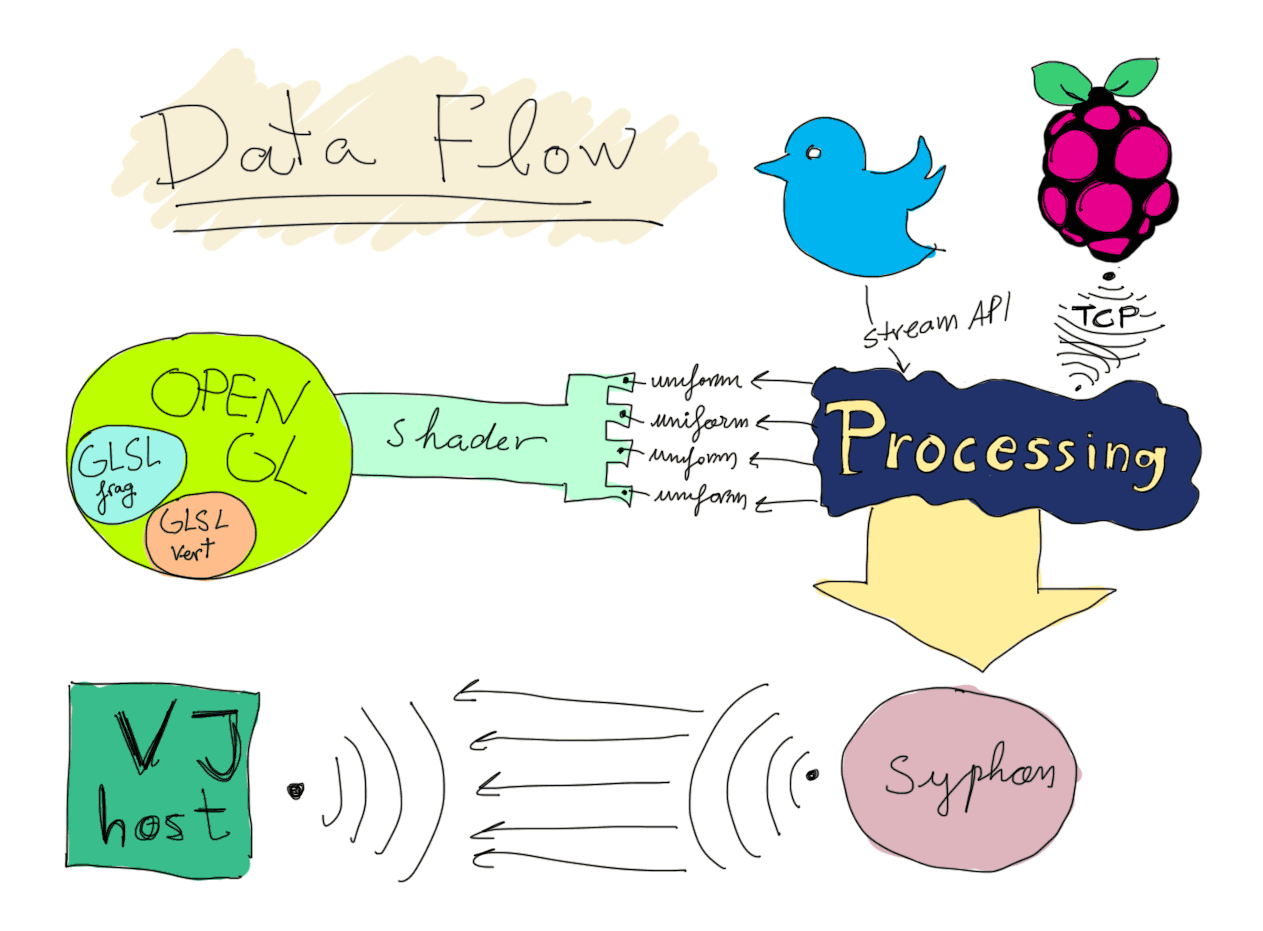 Data Flow
stream API
TCP
OPEN
GL
GLSL
frag
GLSL
vert
shader
uniform
uniform
uniform
uniform
Processing
VJ
host
Syphon